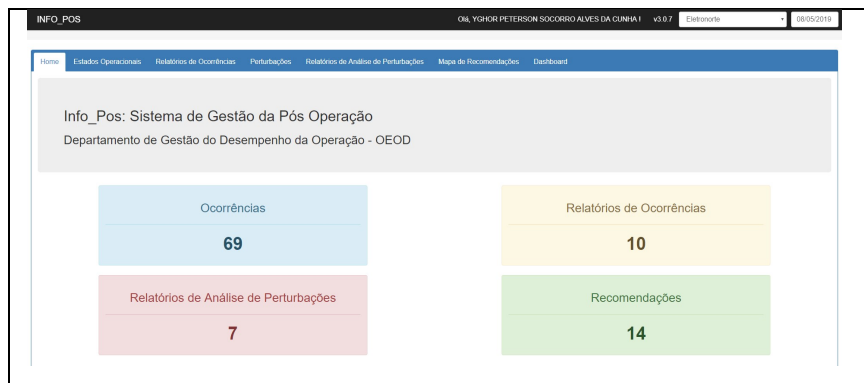 INFO_POS
Olá, YGHOR PETERSON SOCORRO ALVES DA CUNHA ! v3.0.7 Eletronorte 08/05/2019
Home Estados Operacionais Relatórios de Ocorrências Perturbações Relatórios de Análise de Perturbações Mapa de Recomendações Dashboard
Info_Pos: Sistema de Gestão da Pós Operação
Departamento de Gestão do Desempenho da Operação - OEOD
Ocorrências
69
Relatórios de Ocorrências
10
Relatórios de Análise de Perturbações
7
Recomendações
14